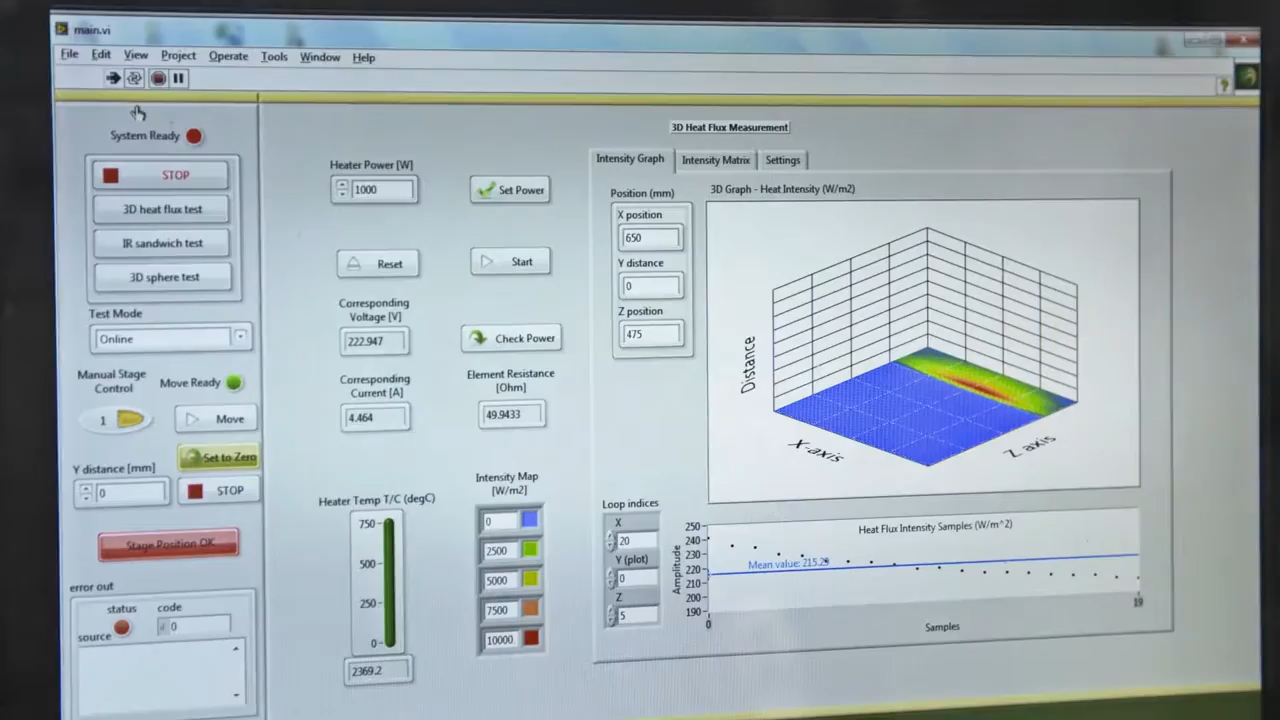 main.vi
File Edit View Project Operate Tools Window Help
System Ready
STOP
3D heat flux test
IR sandwich test
3D sphere test
Test Mode
Online
Manual Stage Control
Move Ready
1
Move
Set to Zero
Y distance [mm]
0
STOP
Stage Position OK
error out
status
code
0
source
Heater Power [W]
1000
Set Power
Reset
Start
Corresponding Voltage [V]
222.947
Check Power
Corresponding Current [A]
4.464
Element Resistance [Ohm]
49.9433
Heater Temp T/C (degC)
750
500
250
0
2369.2
Intensity Map [W/m2]
0
2500
5000
7500
10000
3D Heat Flux Measurement
Intensity Graph Intensity Matrix Settings
Position (mm)
X position
650
Y distance
0
Z position
475
3D Graph - Heat Intensity (W/m2)
Distance
X-axis
Z axis
Loop indices
X
20
Y (plot)
0
Z
5
Heat Flux Intensity Samples (W/m^2)
Amplitude
250
240
230
220
210
200
190
Mean value: 215.29
0
19
Samples